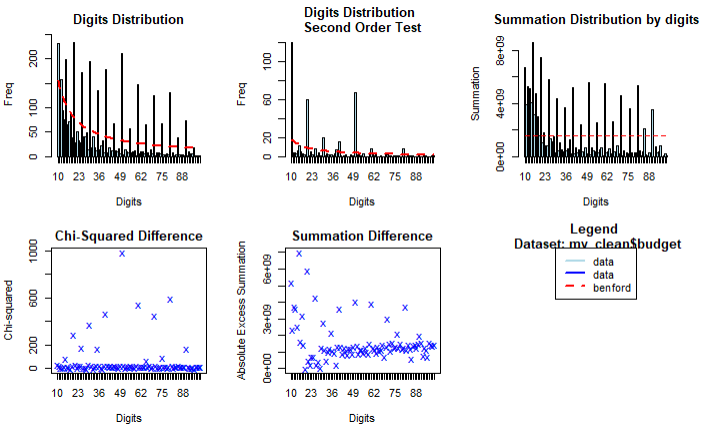 Digits Distribution
Freq
200
100
50
0
10 23 36 49 62 75 88
Digits
Digits Distribution
Second Order Test
Freq
100
60
20
0
10 23 36 49 62 75 88
Digits
Summation Distribution by digits
Summation
8e+09
4e+09
0e+00
10 23 36 49 62 75 88
Digits
Chi-Squared Difference
Chi-squared
1000
600
200
0
10 23 36 49 62 75 88
Digits
Summation Difference
Absolute Excess Summation
6e+09
3e+09
0e+00
10 23 36 49 62 75 88
Digits
Legend
Dataset:
data
data
benford